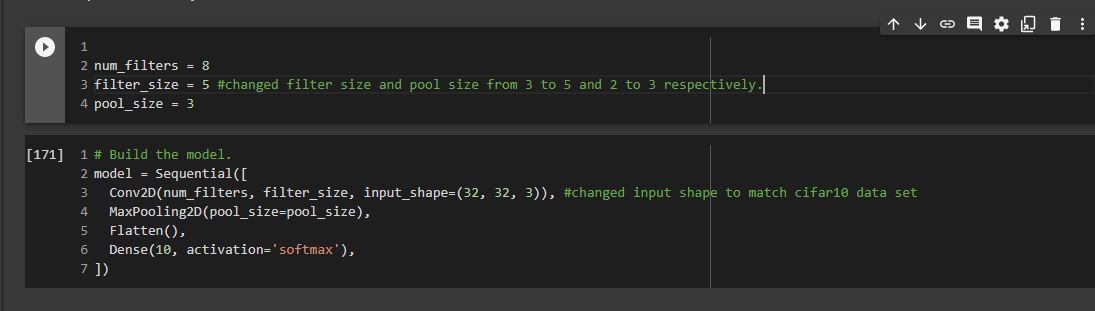 1
2 num_filters = 8
3 filter_size = 5 #changed filter size and pool size from 3 to 5 and 2 to 3 respectively.
4 pool_size = 3
[171] 1 # Build the model.
2 model = Sequential([
3   Conv2D(num_filters, filter_size, input_shape=(32, 32, 3)), #changed input shape to match cifar10 data set
4   MaxPooling2D(pool_size=pool_size),
5   Flatten(),
6   Dense(10, activation='softmax'),
7 ])